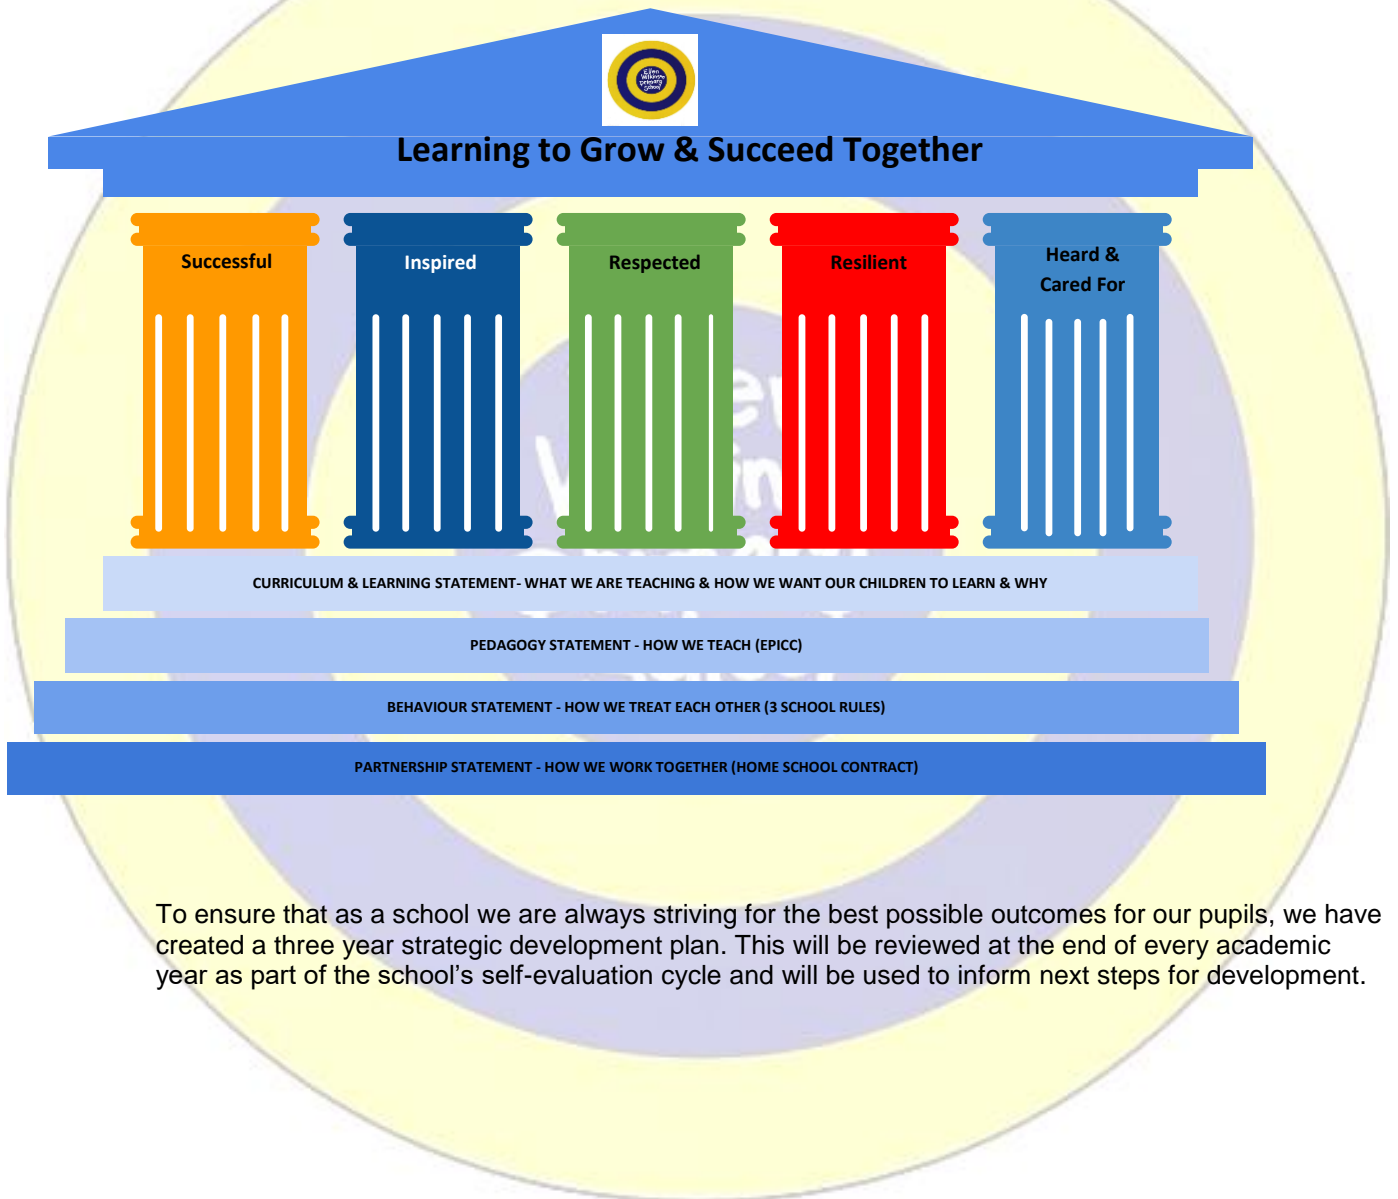 Ellen
Wilkinson
Primary
School
Learning to Grow & Succeed Together
Successful
Inspired
Respected
Resilient
Heard &
Cared For
CURRICULUM & LEARNING STATEMENT- WHAT WE ARE TEACHING & HOW WE WANT OUR CHILDREN TO LEARN & WHY
PEDAGOGY STATEMENT - HOW WE TEACH (EPICC)
BEHAVIOUR STATEMENT - HOW WE TREAT EACH OTHER (3 SCHOOL RULES)
PARTNERSHIP STATEMENT - HOW WE WORK TOGETHER (HOME SCHOOL CONTRACT)
To ensure that as a school we are always striving for the best possible outcomes for our pupils, we have
created a three year strategic development plan. This will be reviewed at the end of every academic
year as part of the school’s self-evaluation cycle and will be used to inform next steps for development.